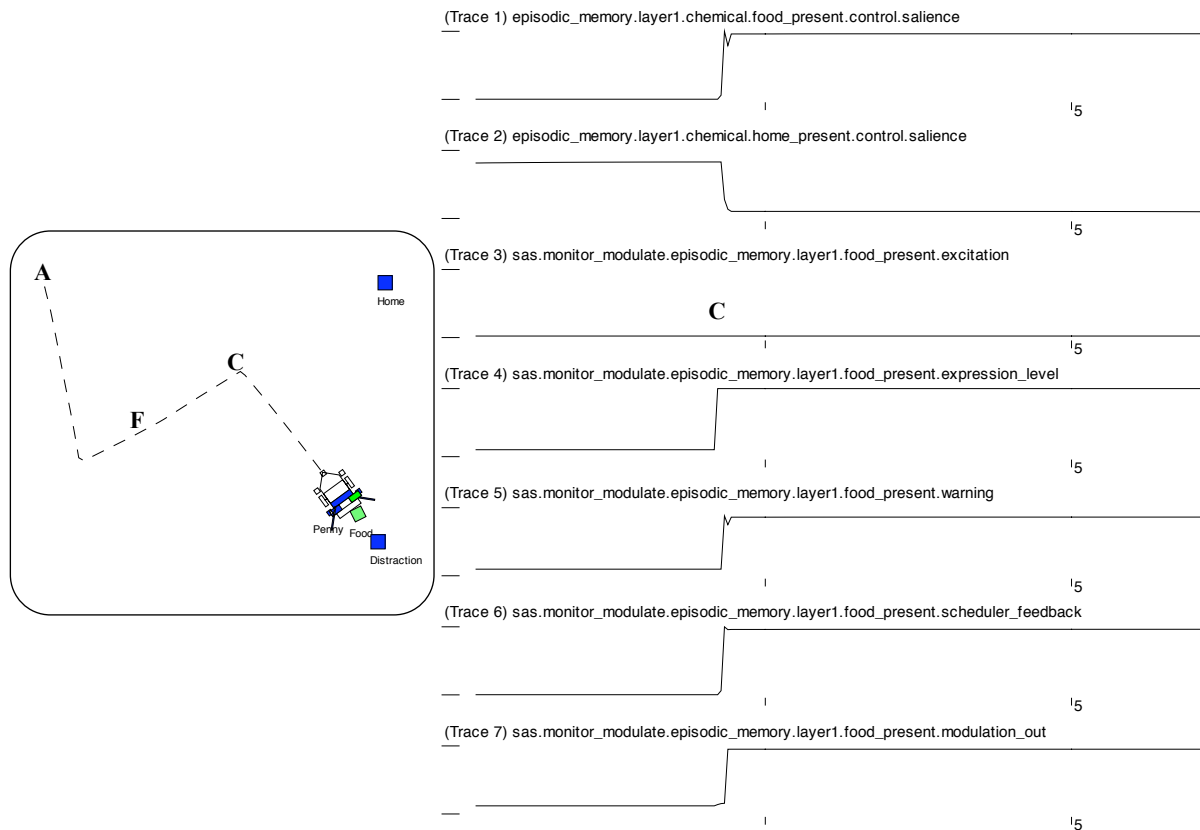 (Trace 1) episodic_memory.layer1.chemical.food_present.control.salience
5
(Trace 2) episodic_memory.layer1.chemical.home_present.control.salience
5
(Trace 3) sas.monitor_modulate.episodic_memory.layer1.food_present.excitation
C
5
(Trace 4) sas.monitor_modulate.episodic_memory.layer1.food_present.expression_level
5
(Trace 5) sas.monitor_modulate.episodic_memory.layer1.food_present.warning
5
(Trace 6) sas.monitor_modulate.episodic_memory.layer1.food_present.scheduler_feedback
5
(Trace 7) sas.monitor_modulate.episodic_memory.layer1.food_present.modulation_out
5
A
Home
C
F
Penny
Food
Distraction